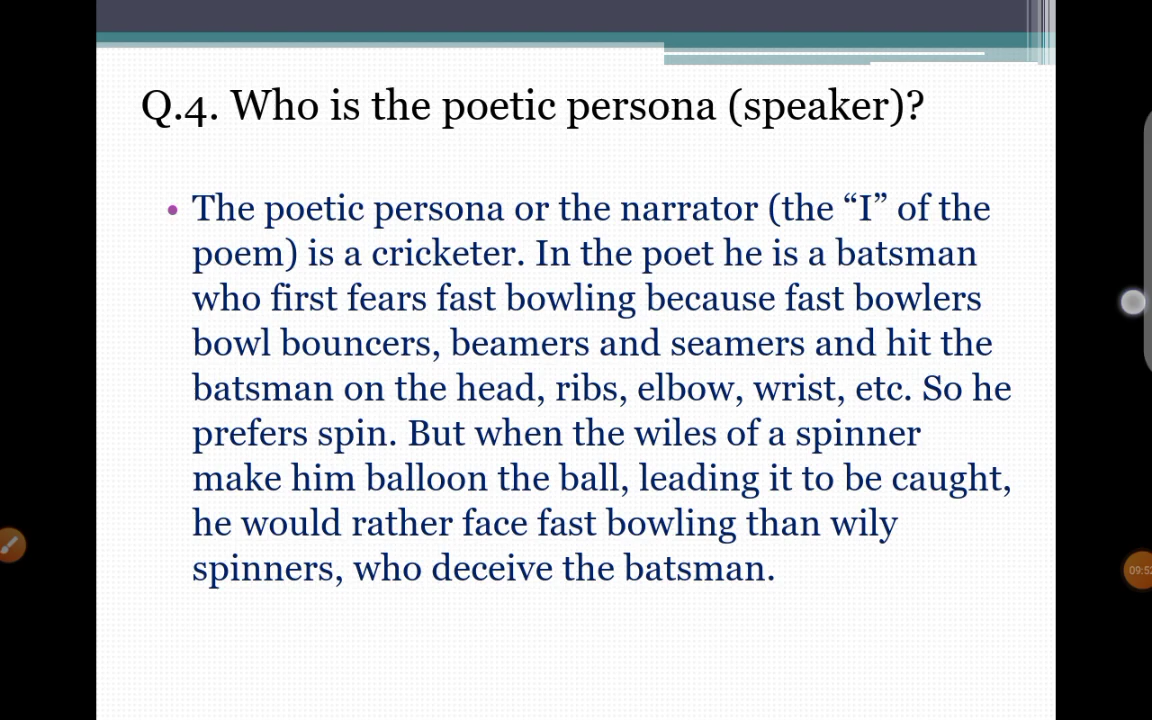 Q.4. Who is the poetic persona (speaker)?
• The poetic persona or the narrator (the “I” of the
poem) is a cricketer. In the poet he is a batsman
who first fears fast bowling because fast bowlers
bowl bouncers, beamers and seamers and hit the
batsman on the head, ribs, elbow, wrist, etc. So he
prefers spin. But when the wiles of a spinner
make him balloon the ball, leading it to be caught,
he would rather face fast bowling than wily
spinners, who deceive the batsman.